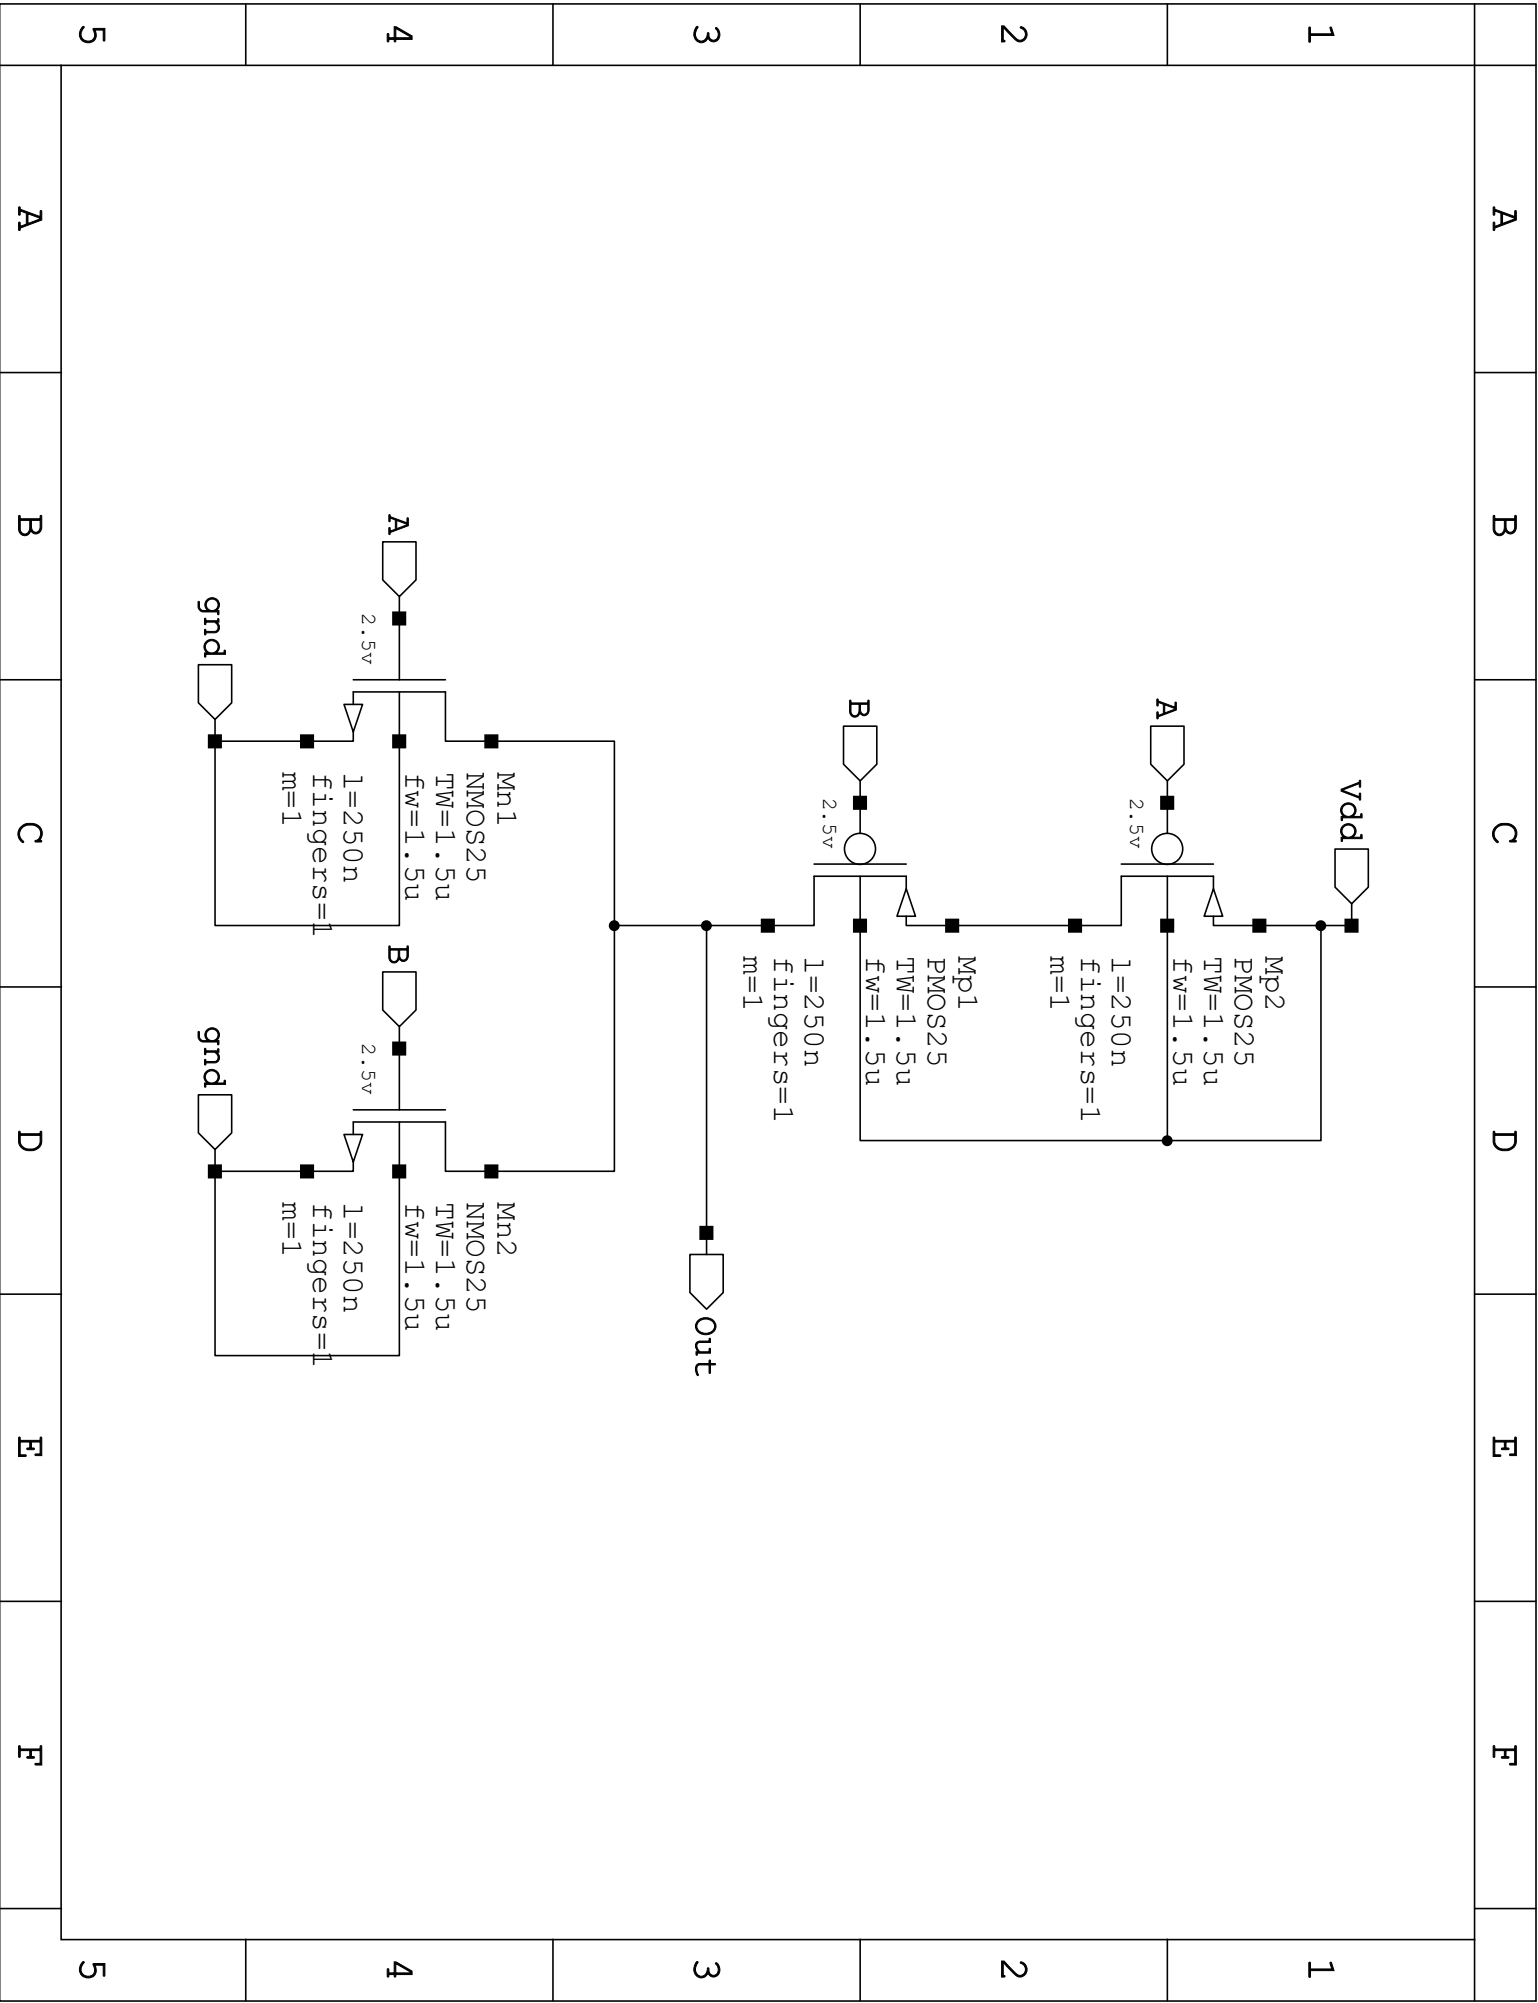 A
B
C
D
E
F
1
1
2
2
3
3
4
4
5
5
Vdd
A
2.5v
Mp2
PMOS25
TW=1.5u
fw=1.5u
l=250n
fingers=1
m=1
B
2.5v
Mp1
PMOS25
TW=1.5u
fw=1.5u
l=250n
fingers=1
m=1
Out
A
2.5v
Mn1
NMOS25
TW=1.5u
fw=1.5u
l=250n
fingers=1
m=1
gnd
B
2.5v
Mn2
NMOS25
TW=1.5u
fw=1.5u
l=250n
fingers=1
m=1
gnd
A
B
C
D
E
F